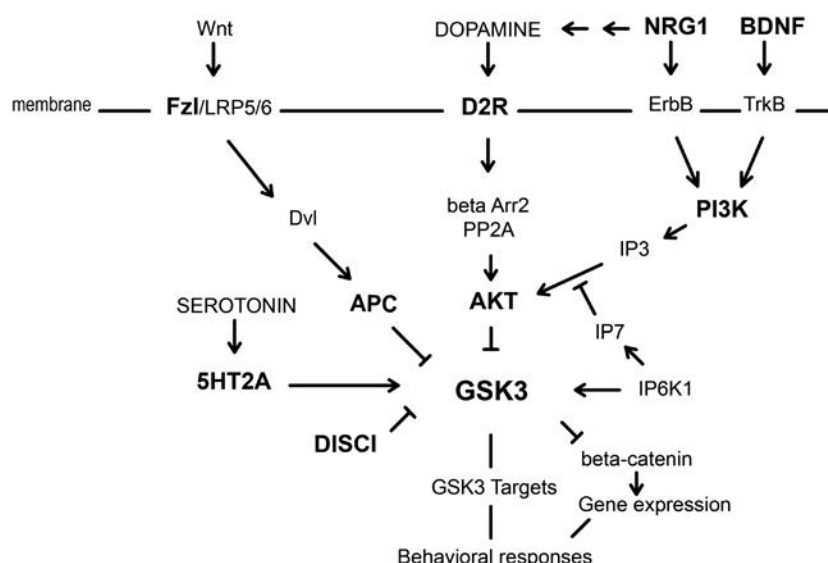 Wnt
DOPAMINE
NRG1
BDNF
membrane
Fzl/LRP5/6
D2R
ErbB
TrkB
Dvl
beta Arr2
PP2A
PI3K
IP3
SEROTONIN
APC
AKT
IP7
5HT2A
GSK3
IP6K1
DISCI
beta-catenin
GSK3 Targets
Gene expression
Behavioral responses